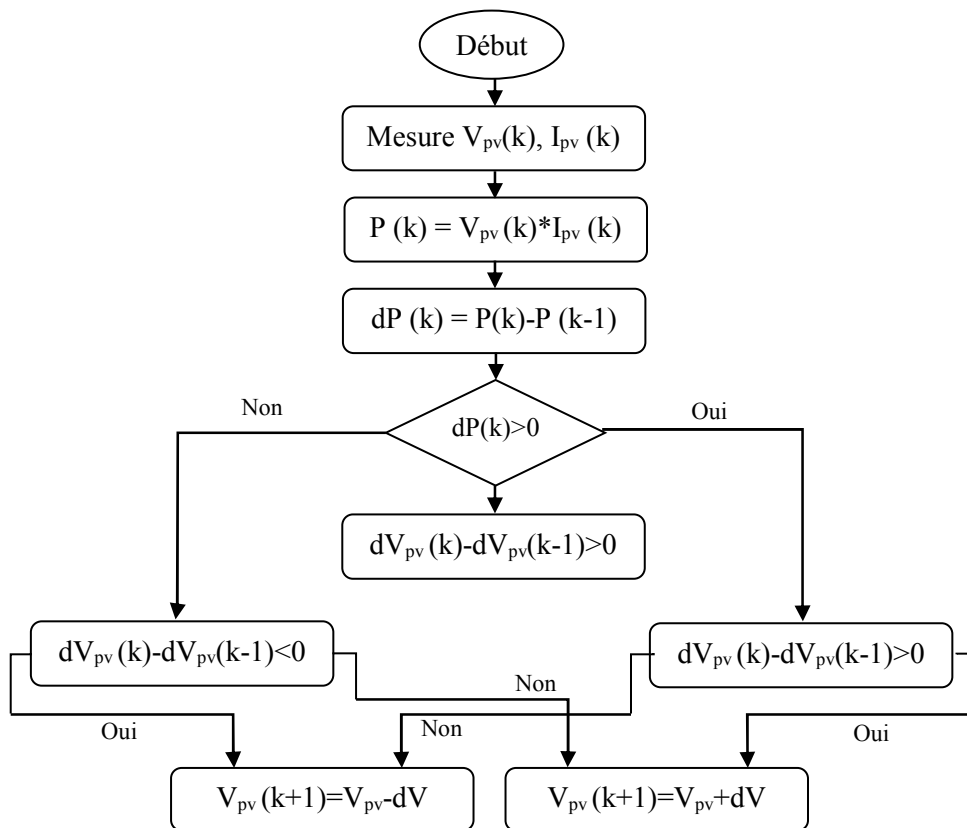 Début
Mesure Vpv(k), Ipv (k)
P (k) = Vpv (k)*Ipv (k)
dP (k) = P(k)-P (k-1)
Non
Oui
dP(k)>0
dVpv (k)-dVpv(k-1)>0
dVpv (k)-dVpv(k-1)<0
dVpv (k)-dVpv(k-1)>0
Non
Oui
Non
Oui
Vpv (k+1)=Vpv-dV
Vpv (k+1)=Vpv+dV